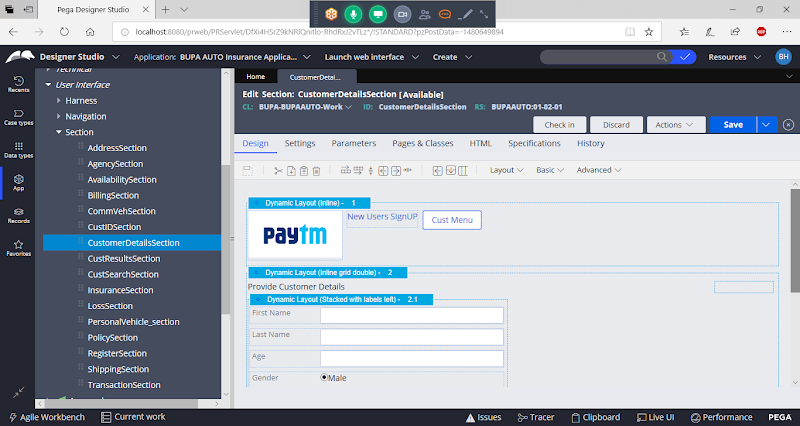 Pega Designer Studio
localhost:8080/prweb/PRServlet/DfXi4HSrZ9kNRlQnitlo-RhdRxJ2vTLz*/!STANDARD?pzPostData=-1480649894
Designer Studio
Application: BUPA AUTO Insurance Applica...
Launch web interface
Create
Resources
BH
Recents
Case types
Data types
App
Records
Favorites
Technical
User Interface
Harness
Navigation
Section
AddressSection
AgencySection
AvailabilitySection
BillingSection
CommVehSection
CustIDSection
CustomerDetailsSection
CustResultsSection
CustSearchSection
InsuranceSection
LossSection
PersonalVehicle_section
PolicySection
RegisterSection
ShippingSection
TransactionSection
Home
CustomerDetai...
Edit Section: CustomerDetailsSection [Available]
CL: BUPA-BUPAAUTO-Work ID: CustomerDetailsSection RS: BUPAAUTO:01-02-01
Check in
Discard
Actions
Save
Design
Settings
Parameters
Pages & Classes
HTML
Specifications
History
Layout
Basic
Advanced
Dynamic Layout (Inline) - 1
paytm
New Users SignUP
Cust Menu
Dynamic Layout (Inline grid double) - 2
Provide Customer Details
Dynamic Layout (Stacked with labels left) - 2.1
First Name
Last Name
Age
Gender
Male
Agile Workbench
Current work
Issues
Tracer
Clipboard
Live UI
Performance
PEGA